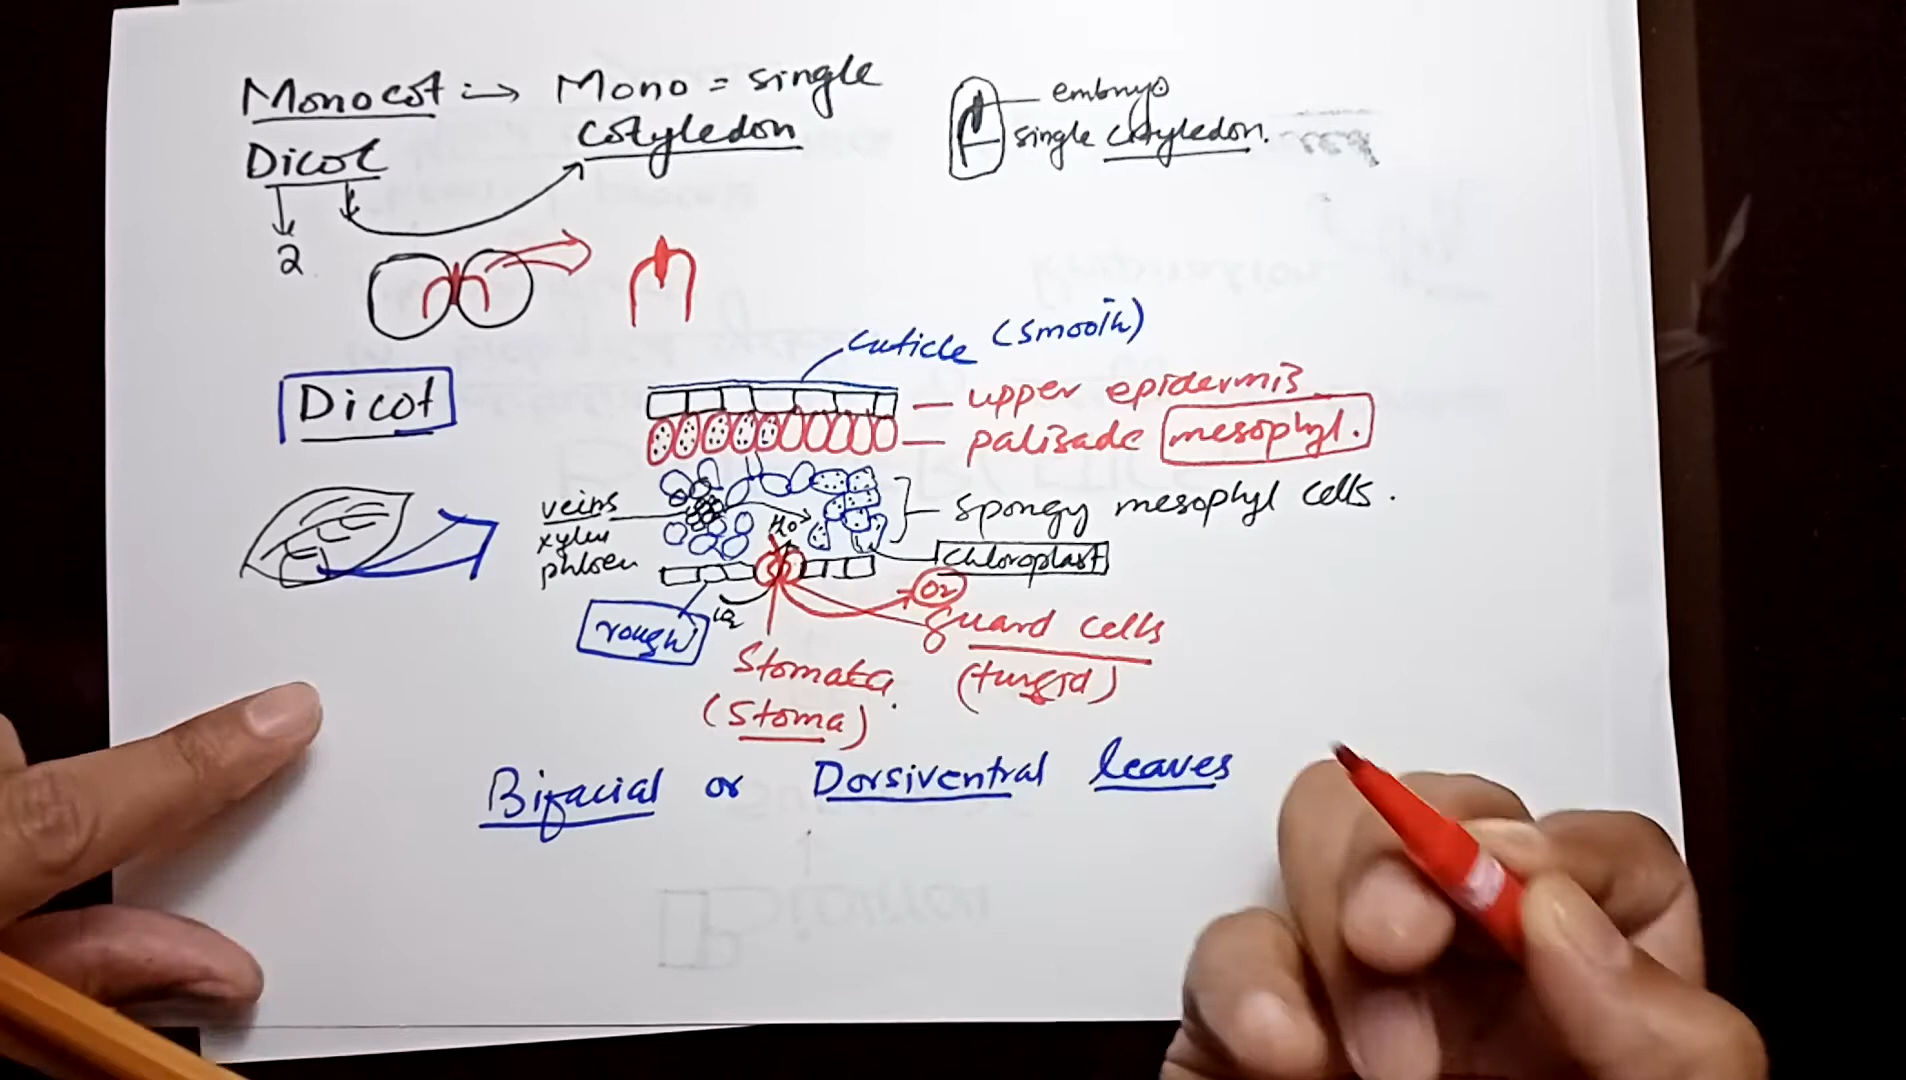 Monocot :→ Mono = single
cotyledon
Dicot
2
embryo
single cotyledon.
cuticle (smooth)
Dicot
upper epidermis
palisade mesophyl.
veins
xylem
phloem
H2O
spongy mesophyl cells.
chloroplast
O2
rough
guard cells
(turgid)
Stomata
(Stoma)
Bifacial or Dorsiventral leaves